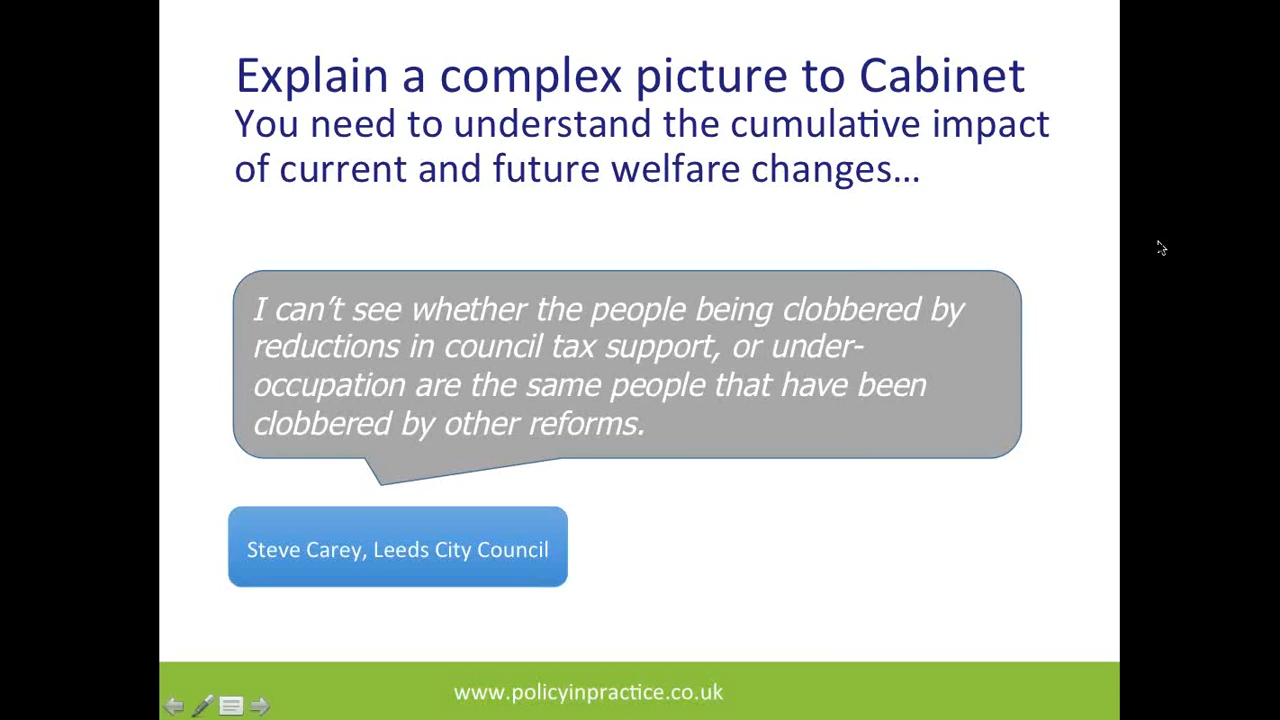 Explain a complex picture to Cabinet
You need to understand the cumulative impact
of current and future welfare changes…
I can’t see whether the people being clobbered by
reductions in council tax support, or under-
occupation are the same people that have been
clobbered by other reforms.
Steve Carey, Leeds City Council
www.policyinpractice.co.uk